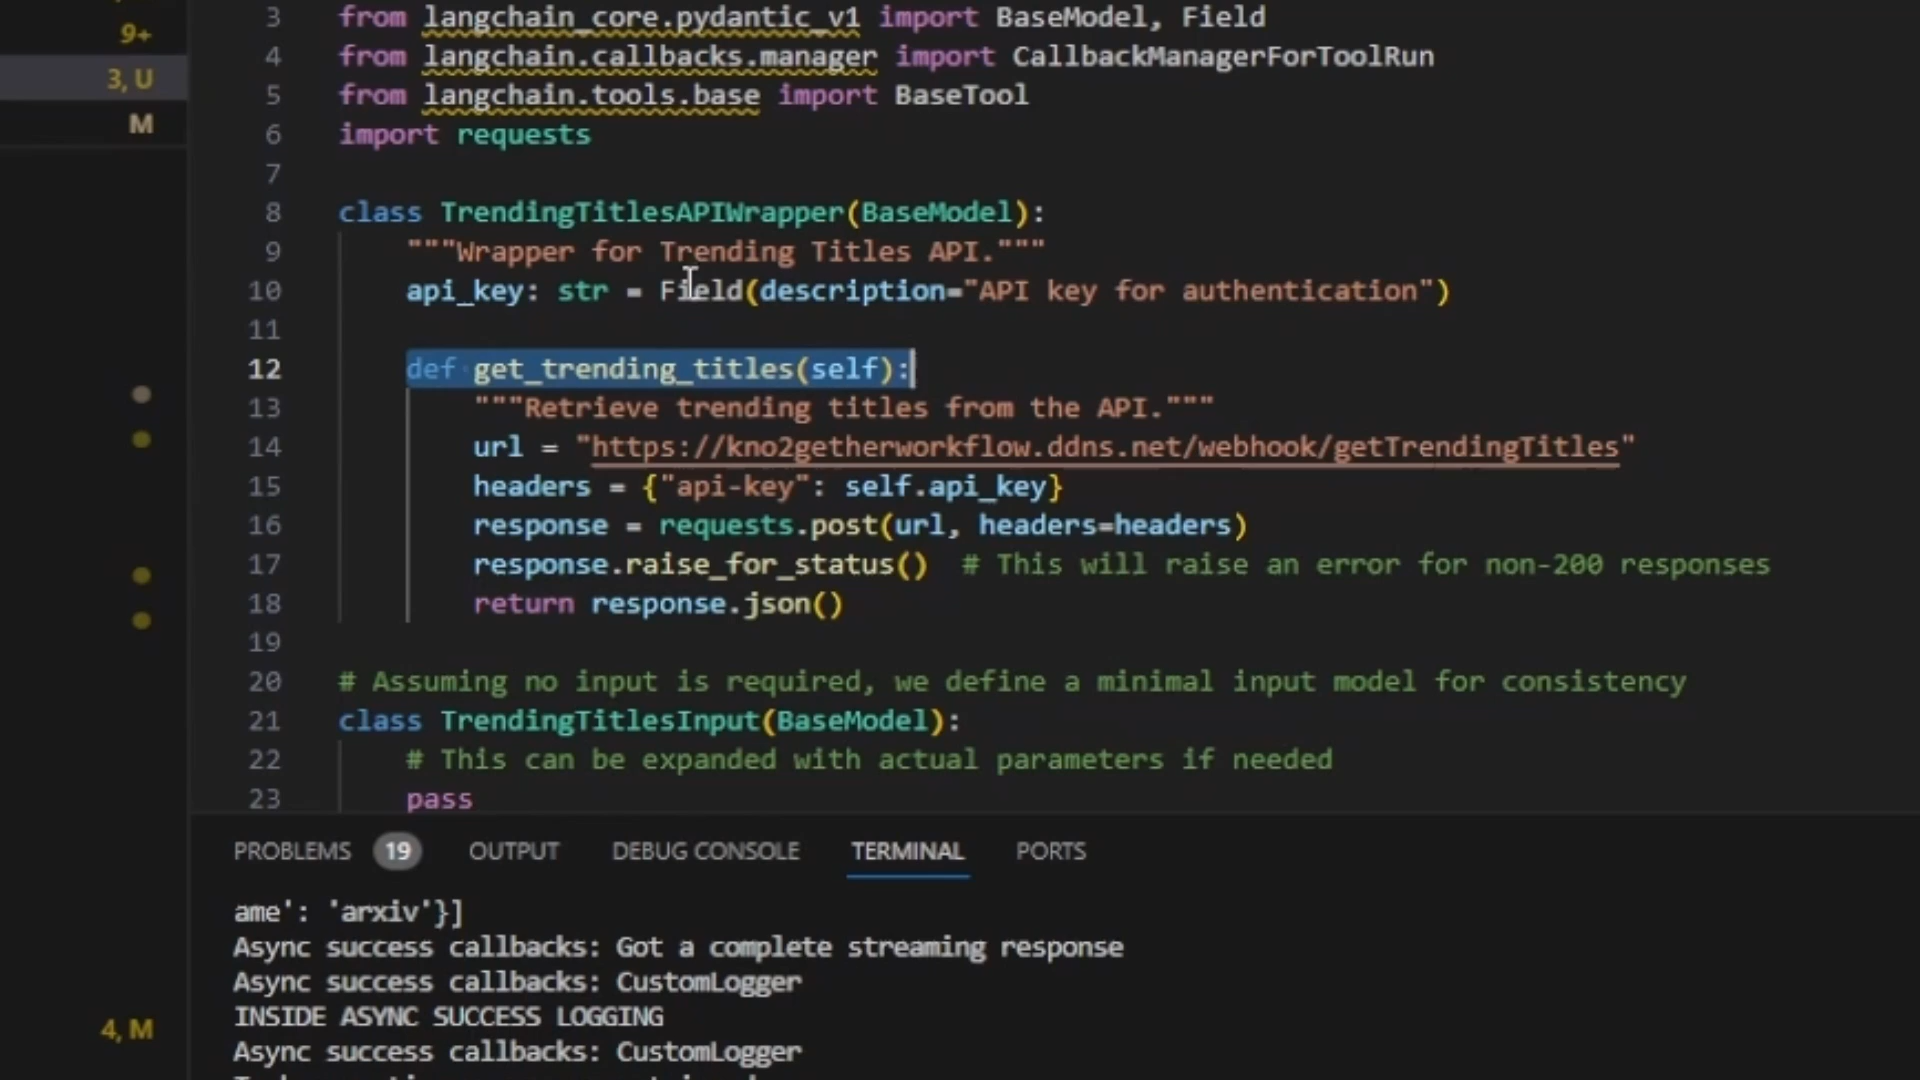 9+
3, U
M
3 from langchain_core.pydantic_v1 import BaseModel, Field
4 from langchain.callbacks.manager import CallbackManagerForToolRun
5 from langchain.tools.base import BaseTool
6 import requests
7
8 class TrendingTitlesAPIWrapper(BaseModel):
9 """Wrapper for Trending Titles API."""
10 api_key: str = Field(description="API key for authentication")
11
12 def get_trending_titles(self):
13 """Retrieve trending titles from the API."""
14 url = "https://kno2getherworkflow.ddns.net/webhook/getTrendingTitles"
15 headers = {"api-key": self.api_key}
16 response = requests.post(url, headers=headers)
17 response.raise_for_status() # This will raise an error for non-200 responses
18 return response.json()
19
20 # Assuming no input is required, we define a minimal input model for consistency
21 class TrendingTitlesInput(BaseModel):
22 # This can be expanded with actual parameters if needed
23 pass
PROBLEMS 19 OUTPUT DEBUG CONSOLE TERMINAL PORTS
ame': 'arxiv'}]
Async success callbacks: Got a complete streaming response
Async success callbacks: CustomLogger
INSIDE ASYNC SUCCESS LOGGING
4, M
Async success callbacks: CustomLogger